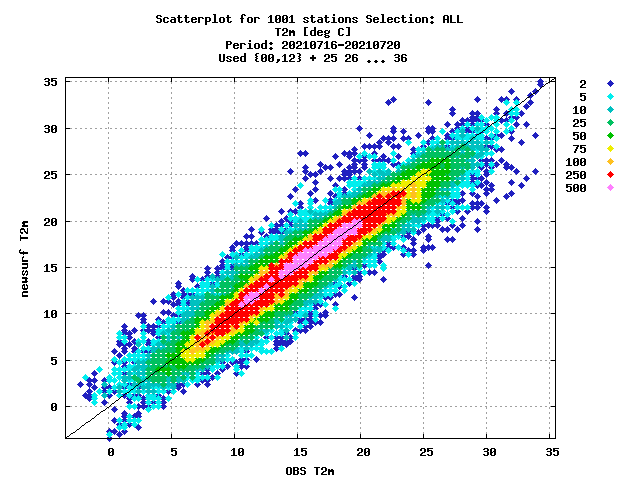 Scatterplot for 1001 stations Selection: ALL
T2m [deg C]
Period: 20210716-20210720
Used {00,12} + 25 26 ... 36
35
30
25
20
15
10
5
0
newsurf T2m
0 5 10 15 20 25 30 35
OBS T2m
2
5
10
25
50
75
100
250
500